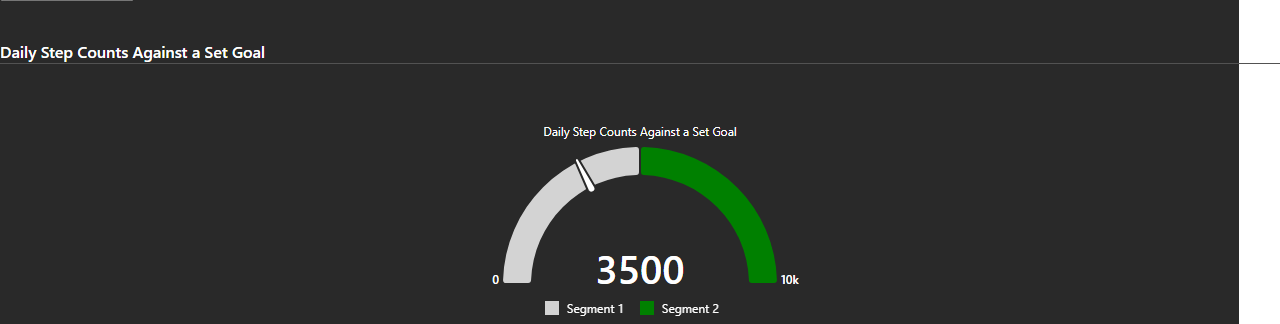 Daily Step Counts Against a Set Goal
Daily Step Counts Against a Set Goal
3500
0
10k
Segment 1
Segment 2